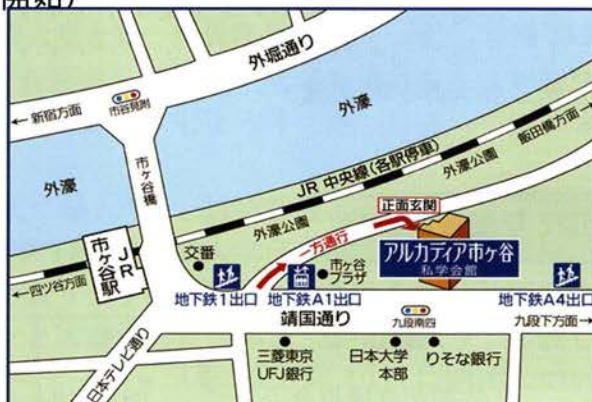 開始)
外堀通り
←新宿方面
市谷見附
外濠
飯田橋方面→
市ヶ谷橋
JR 中央線(各駅停車)
外濠公園
外濠
正面玄関
外濠公園
一方通行
アルカディア市ヶ谷
私学会館
JR
市ヶ谷駅
交番
市ヶ谷
プラザ
←四ツ谷方面
地下鉄1出口
地下鉄A1出口
地下鉄A4出口
靖国通り
九段南四
九段下方面→
日本テレビ通り
三菱東京
UFJ銀行
日本大学
本部
りそな銀行